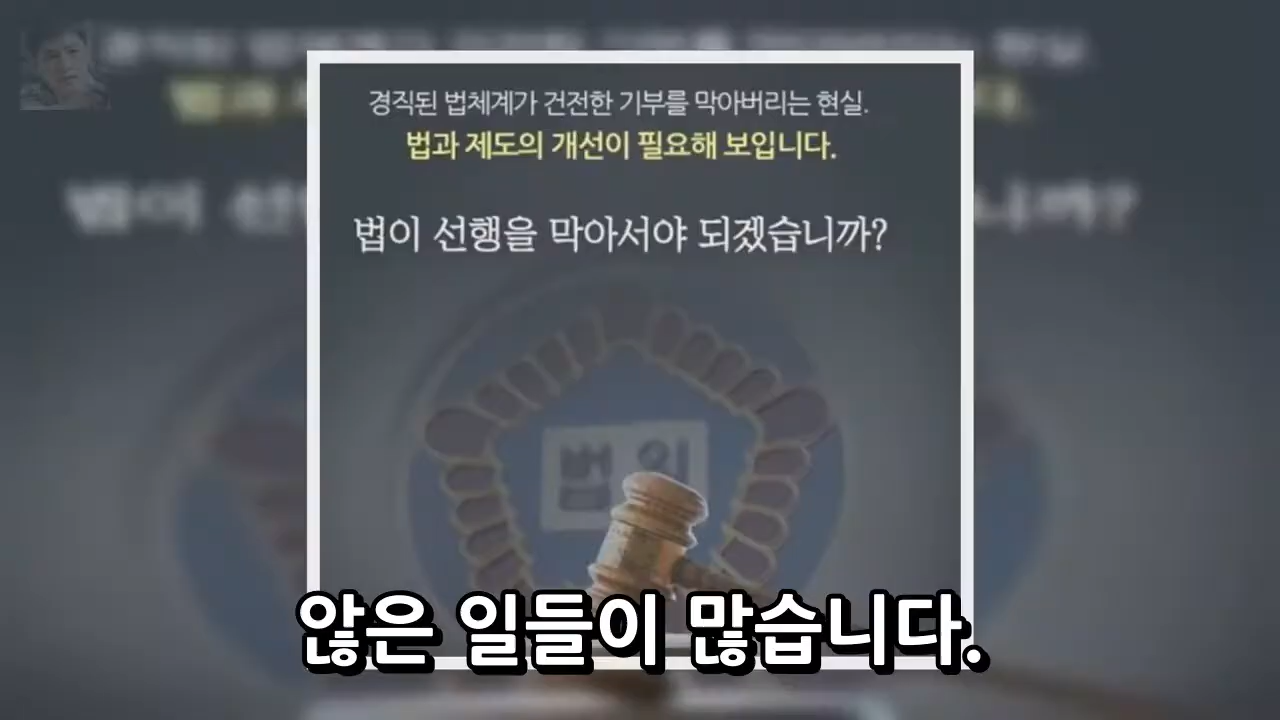 경직된 법체계가 건전한 기부를 막아버리는 현실.
법과 제도의 개선이 필요해 보입니다.
법이 선행을 막아서야 되겠습니까?
법원
않은 일들이 많습니다.